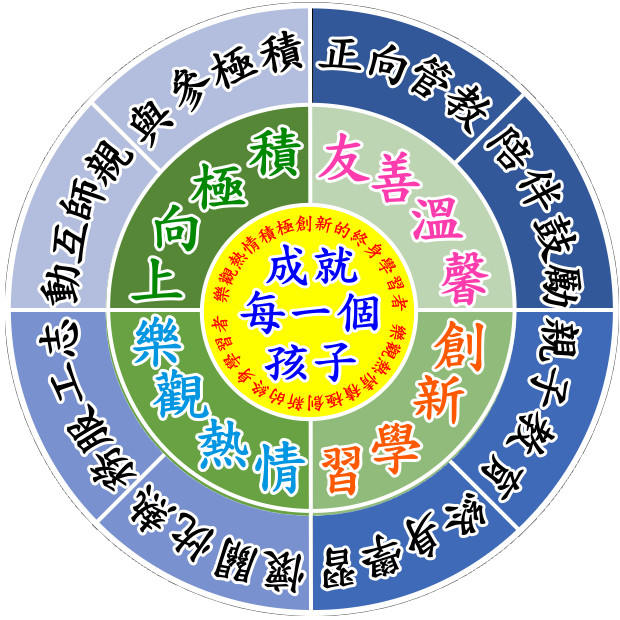 正向管教
陪伴鼓勵
親子教育
終身學習
熱忱關懷
志工服務
親師互動
積極參與
友善溫馨
創新學習
樂觀熱情
積極向上
樂觀熱情積極創新的終身學習者
樂觀熱情積極創新的終身學習者
成就
每一個
孩子